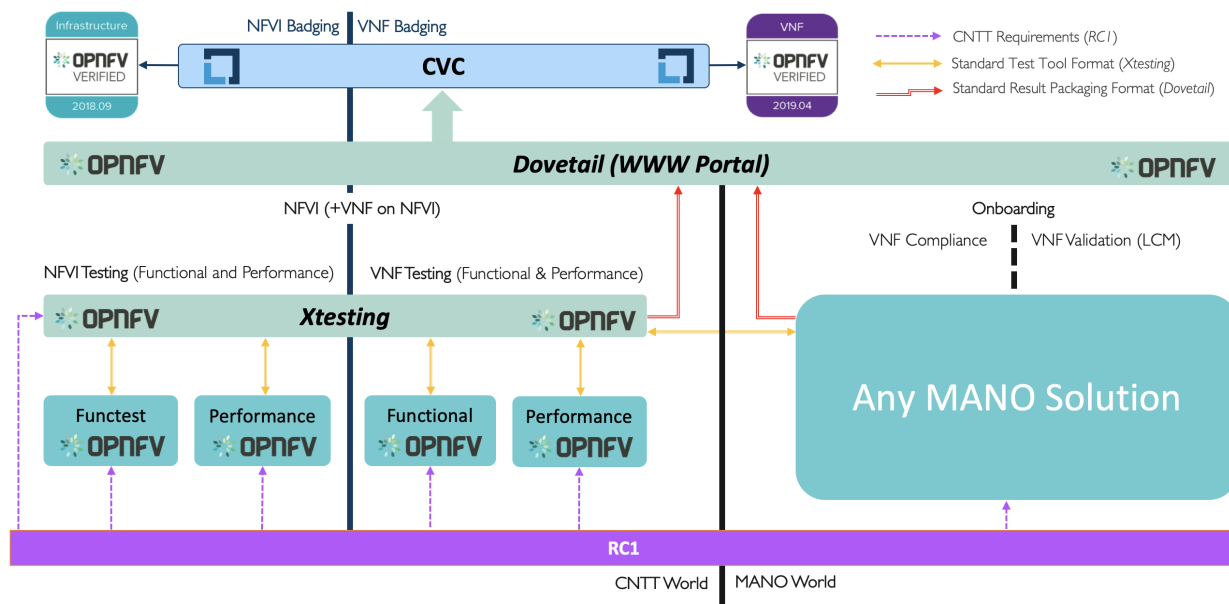 Infrastructure
OPNFV
VERIFIED
2018.09
NFVI Badging
VNF Badging
CVC
VNF
OPNFV
VERIFIED
2019.04
CNTT Requirements (RC1)
Standard Test Tool Format (Xtesting)
Standard Result Packaging Format (Dovetail)
OPNFV
Dovetail (WWW Portal)
OPNFV
NFVI (+VNF on NFVI)
Onboarding
VNF Compliance
VNF Validation (LCM)
NFVI Testing (Functional and Performance)
VNF Testing (Functional & Performance)
OPNFV
Xtesting
OPNFV
Any MANO Solution
Functest
OPNFV
Performance
OPNFV
Functional
OPNFV
Performance
OPNFV
RC1
CNTT World
MANO World